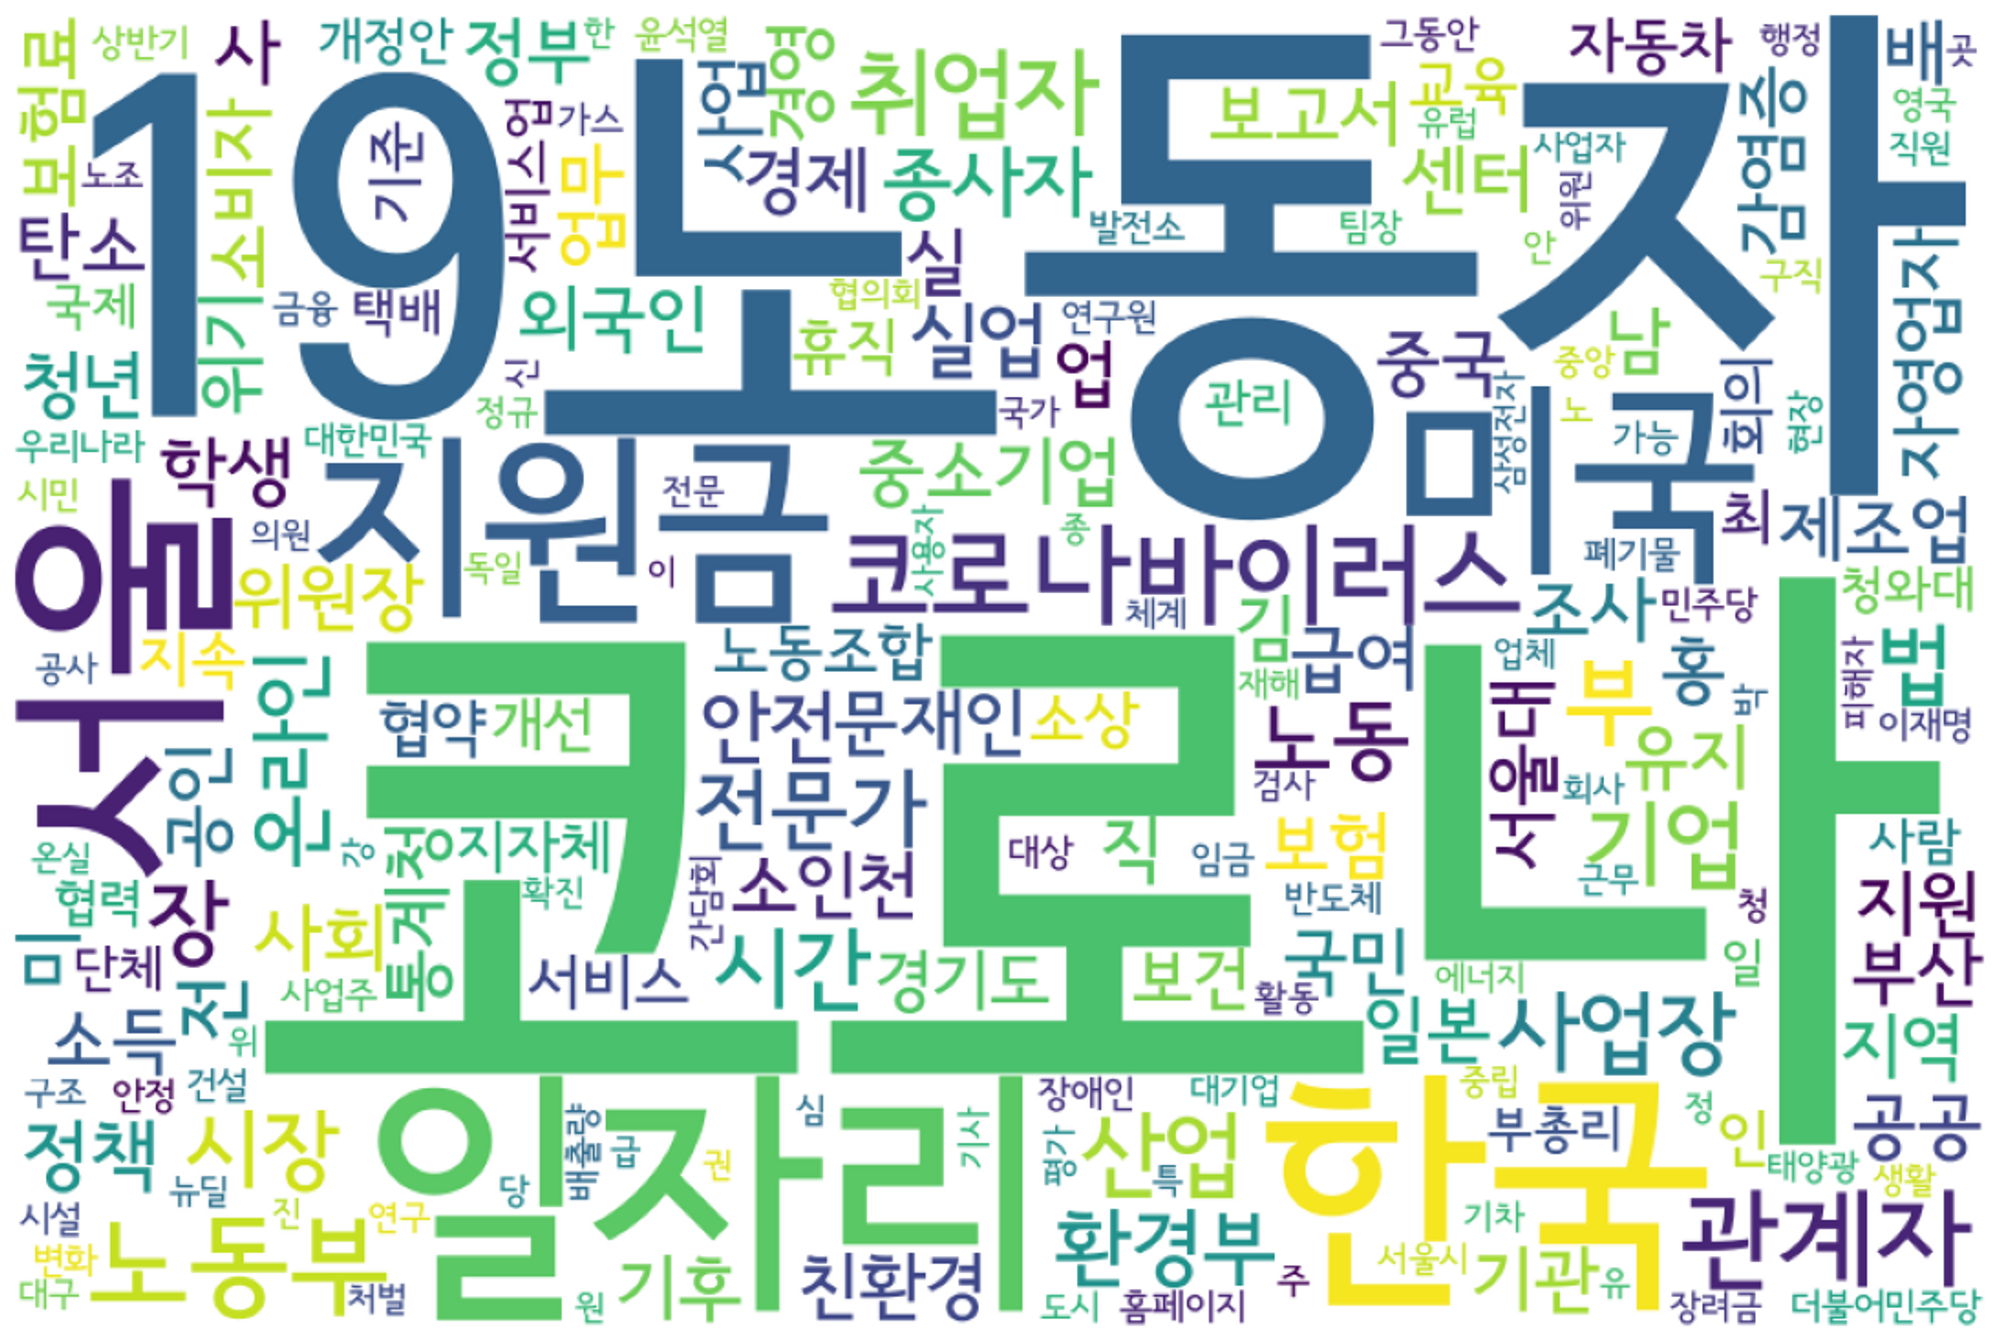 보험료
상반기
사
개정안
정부
한
윤석열
경영
취업자
그동안
자동차
행정
배
곳
19
노동자
사업
가스
서비스업
업무
교육
보고서
유럽
센터
사업자
위원
감염증
영국
직원
노조
소비자
기준
경제
종사자
탄소
발전소
팀장
안
구직
실
자영업자
국제
위기
금융
택배
외국인
협의회
휴직
실업
연구원
업
중국
중앙
남
회의
청년
신
정규
국가
관리
삼성전자
노
가능
현장
미국
우리나라
대한민국
학생
시민
의원
지원금
전문
중소기업
종
사용자
독일
이
최
제조업
폐기물
코로나바이러스
서울
위원장
체계
김
조사
민주당
청와대
공사
지속
노동조합
급여
재해
업체
홍
법
피해자
박
이재명
온라인
공인
협약
개선
안전
문재인
소상
노동
부
유지
서울대
코로나
전문가
검사
회사
기업
온실
강
통계청
지자체
대상
직
임금
보험
근무
사람
협력
장
확진
간담회
소
인천
반도체
청
지원
미
단체
사회
전
사업주
서비스
시간
경기도
보건
국민
활동
에너지
일
부산
소득
위
일본
사업장
지역
구조
안정
건설
일자리
심
장애인
대기업
중립
정
인
공공
정책
시장
배출량
급
권
기사
평가
산업
특
한국
부총리
태양광
생활
뉴딜
당
시설
진
연구
노동부
환경부
기차
관계자
변화
대구
처벌
원
기후
친환경
주
서울시
기관
유
도시
홈페이지
장려금
더불어민주당